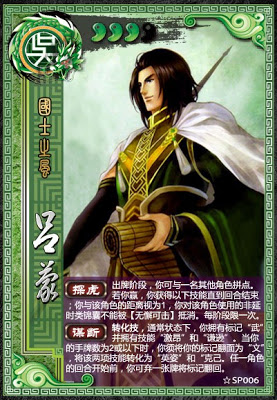 吳
國士之風
呂蒙
探虎 出牌阶段，你可与一名其他角色拼点。
若你赢，你获得以下技能直到回合结束
：你与该角色的距离视为1，你对该角色使用的非延
时类锦囊不能被【无懈可击】抵消。每阶段限一次。
谋断 转化技，通常状态下，你拥有标记“武”
并拥有技能“激昂”和“谦逊”。当你
的手牌数为2或以下时，你须将你的标记翻面为“文”
，将该两项技能转化为“英姿”和“克己。任一角
色的回合开始前，你可弃一张牌将标记翻回。
☆SP006